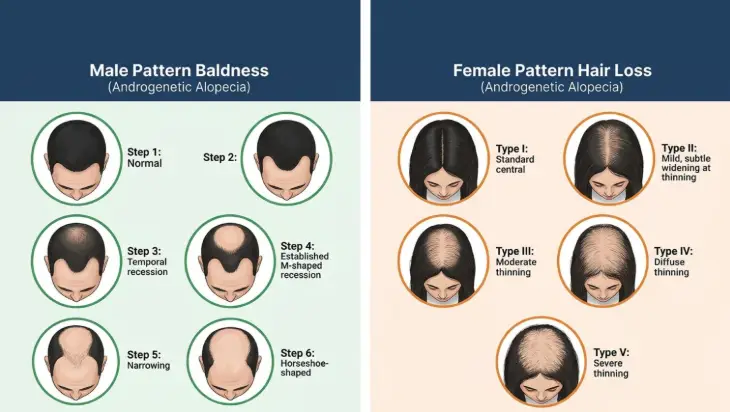 Male Pattern Baldness
(Androgenetic Alopecia)
Step 1:
Normal
Step 2:
Step 3:
Temporal
recession
Step 4:
Established
M-shaped
recession
Step 5:
Narrowing
Step 6:
Horseshoe-
shaped
Female Pattern Hair Loss
(Androgenetic Alopecia)
Type I:
Standard
central
Type II:
Mild, subtle
widening at
thinning
Type III:
Moderate
thinning
Type IV:
Diffuse
thinning
Type V:
Severe
thinning